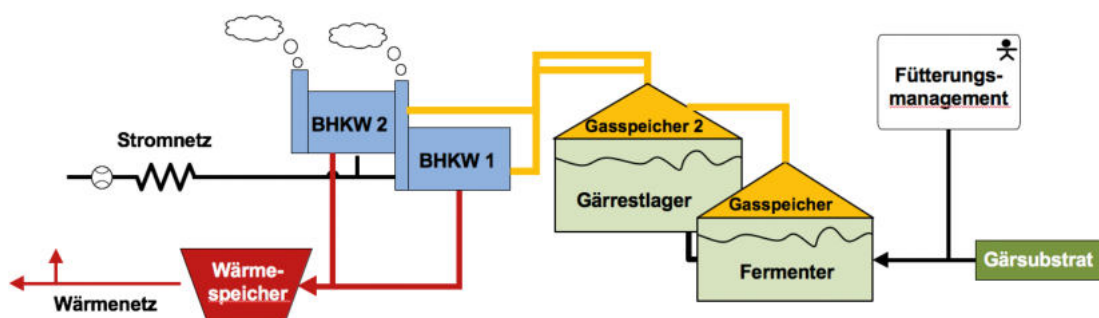 Fütterungs-
management
BHKW 2
Gasspeicher 2
Stromnetz
BHKW 1
Gärrestlager
Gasspeicher
Wärme-
speicher
Fermenter
Gärsubstrat
Wärmenetz